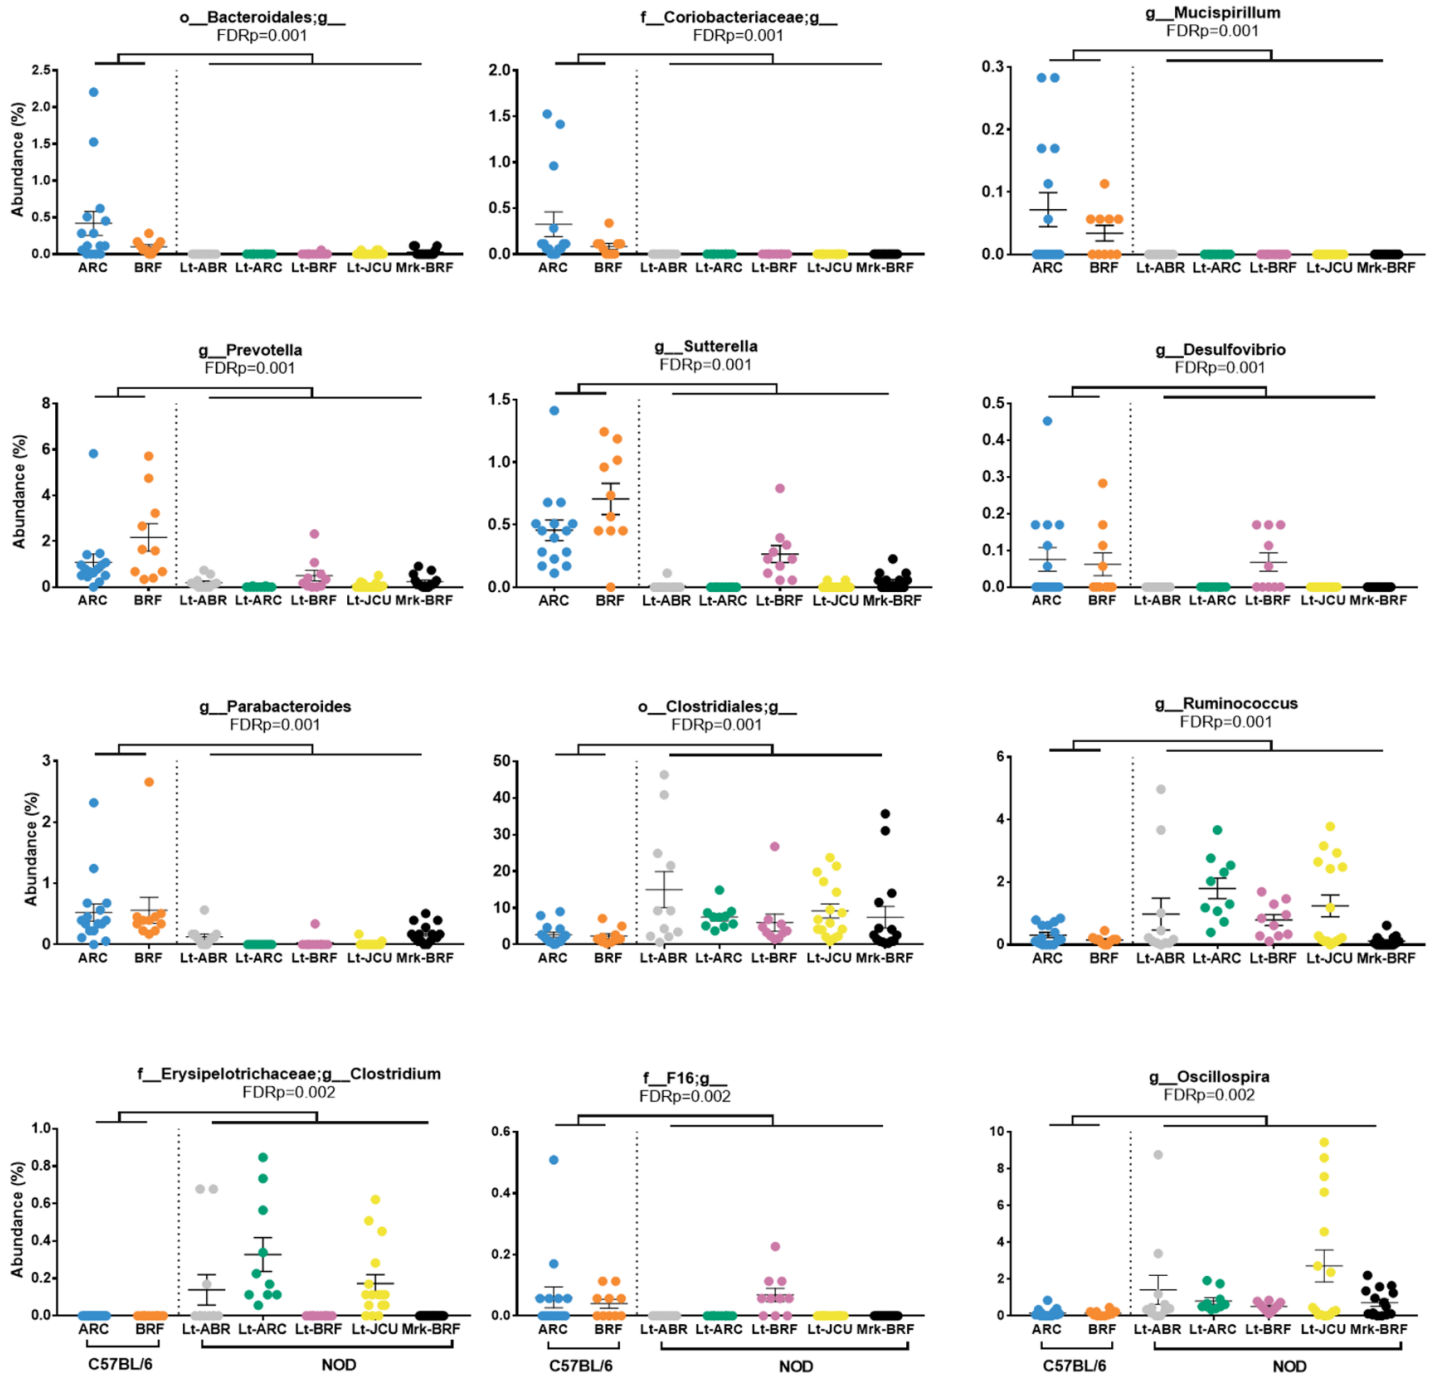 o__Bacteroidales;g__
FDRp=0.001
Abundance (%)
2.5
2.0
1.5
1.0
0.5
0.0
ARC BRF Lt-ABR Lt-ARC Lt-BRF Lt-JCU Mrk-BRF
f__Coriobacteriaceae;g__
FDRp=0.001
2.0
1.5
1.0
0.5
0.0
ARC BRF Lt-ABR Lt-ARC Lt-BRF Lt-JCU Mrk-BRF
g__Mucispirillum
FDRp=0.001
0.3
0.2
0.1
0.0
ARC BRF Lt-ABR Lt-ARC Lt-BRF Lt-JCU Mrk-BRF
g__Prevotella
FDRp=0.001
Abundance (%)
8
6
4
2
0
ARC BRF Lt-ABR Lt-ARC Lt-BRF Lt-JCU Mrk-BRF
g__Sutterella
FDRp=0.001
1.5
1.0
0.5
0.0
ARC BRF Lt-ABR Lt-ARC Lt-BRF Lt-JCU Mrk-BRF
g__Desulfovibrio
FDRp=0.001
0.5
0.4
0.3
0.2
0.1
0.0
ARC BRF Lt-ABR Lt-ARC Lt-BRF Lt-JCU Mrk-BRF
g__Parabacteroides
FDRp=0.001
Abundance (%)
3
2
1
0
ARC BRF Lt-ABR Lt-ARC Lt-BRF Lt-JCU Mrk-BRF
o__Clostridiales;g__
FDRp=0.001
50
40
30
20
10
0
ARC BRF Lt-ABR Lt-ARC Lt-BRF Lt-JCU Mrk-BRF
g__Ruminococcus
FDRp=0.001
6
4
2
0
ARC BRF Lt-ABR Lt-ARC Lt-BRF Lt-JCU Mrk-BRF
f__Erysipelotrichaceae;g__Clostridium
FDRp=0.002
Abundance (%)
1.0
0.8
0.6
0.4
0.2
0.0
ARC BRF Lt-ABR Lt-ARC Lt-BRF Lt-JCU Mrk-BRF
C57BL/6 NOD
f__F16;g__
FDRp=0.002
0.6
0.4
0.2
0.0
ARC BRF Lt-ABR Lt-ARC Lt-BRF Lt-JCU Mrk-BRF
C57BL/6 NOD
g__Oscillospira
FDRp=0.002
10
8
6
4
2
0
ARC BRF Lt-ABR Lt-ARC Lt-BRF Lt-JCU Mrk-BRF
C57BL/6 NOD